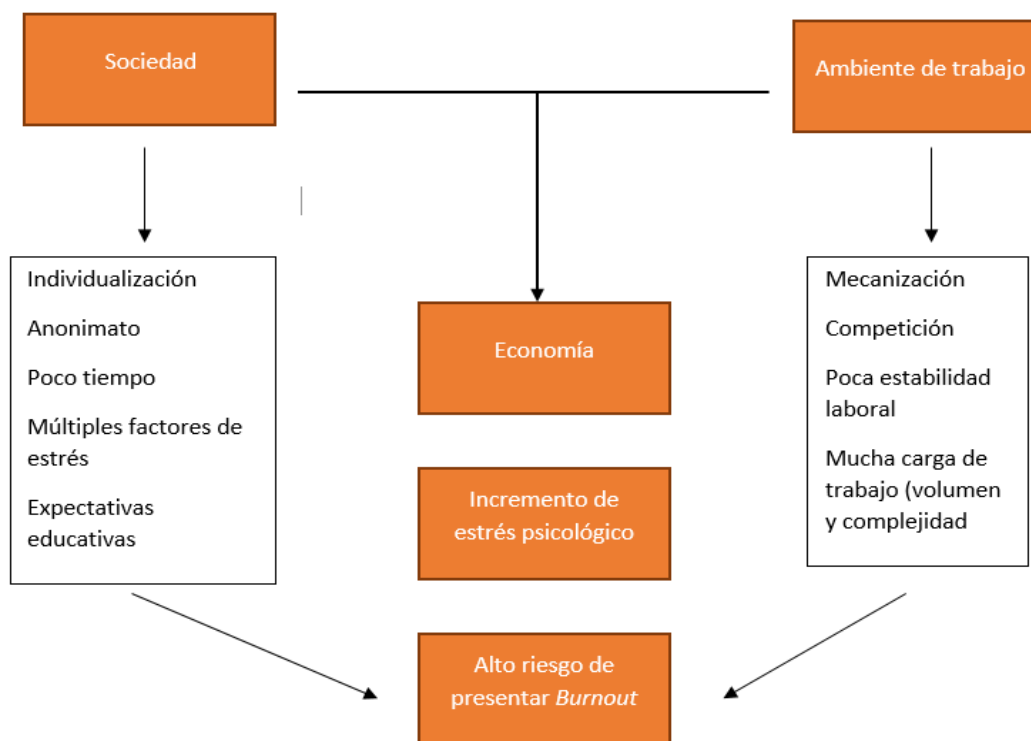 Sociedad
Ambiente de trabajo
Individualización
Anonimato
Poco tiempo
Múltiples factores de
estrés
Expectativas
educativas
Economía
Incremento de
estrés psicológico
Alto riesgo de
presentar Burnout
Mecanización
Competición
Poca estabilidad
laboral
Mucha carga de
trabajo (volumen
y complejidad